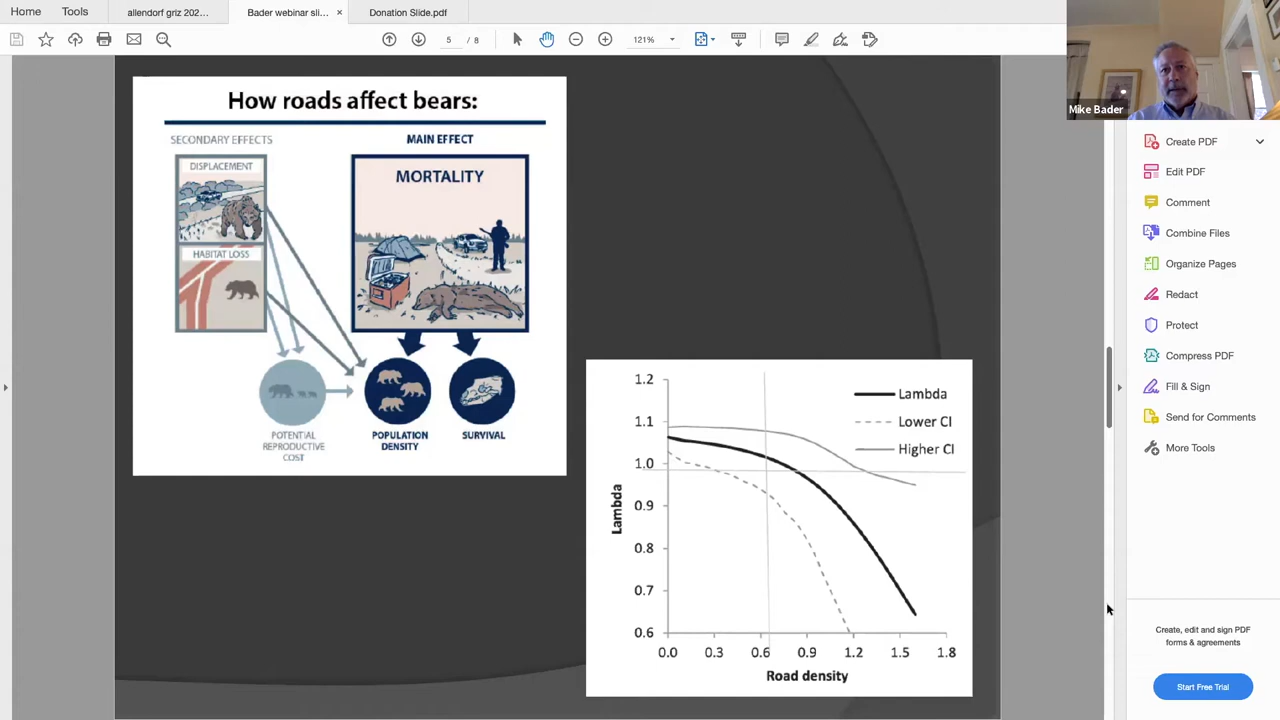 Home
Tools
allendorf griz 202...
Bader webinar sli...
Donation Slide.pdf
5 / 8
121%
Mike Bader
How roads affect bears:
SECONDARY EFFECTS
MAIN EFFECT
DISPLACEMENT
MORTALITY
HABITAT LOSS
POTENTIAL
REPRODUCTIVE
COST
POPULATION
DENSITY
SURVIVAL
1.2
1.1
1.0
0.9
0.8
0.7
0.6
Lambda
Lambda
Lower CI
Higher CI
0.0 0.3 0.6 0.9 1.2 1.5 1.8
Road density
Create PDF
Edit PDF
Comment
Combine Files
Organize Pages
Redact
Protect
Compress PDF
Fill & Sign
Send for Comments
More Tools
Create, edit and sign PDF
forms & agreements
Start Free Trial